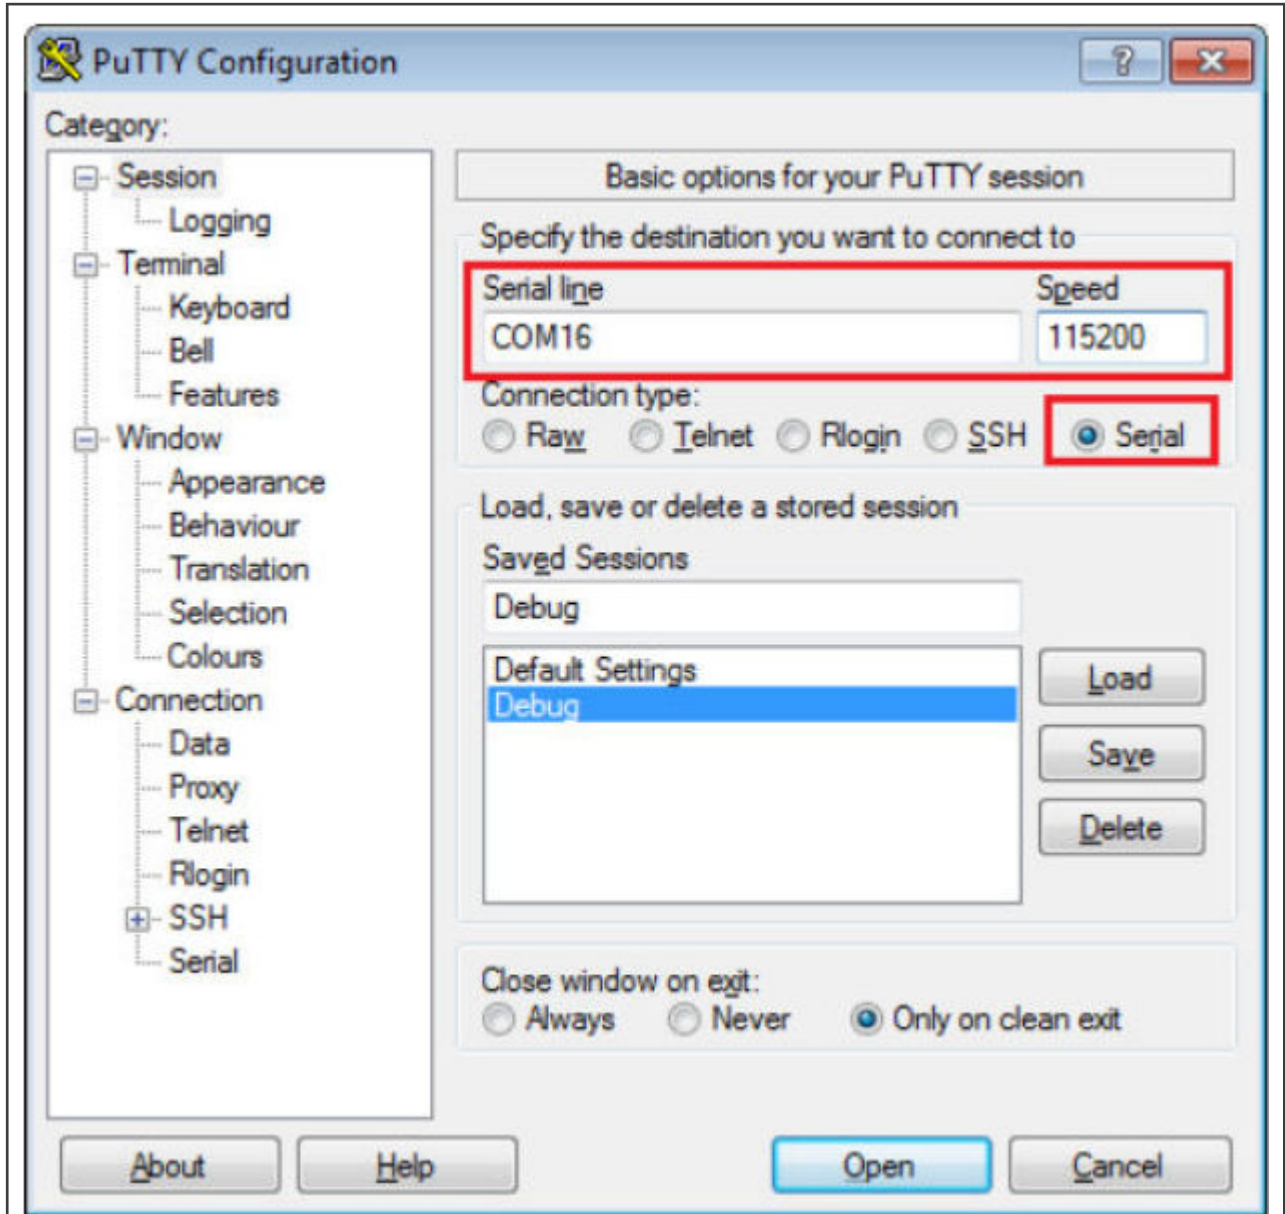 PuTTY Configuration
?
Category:
Session
Logging
Terminal
Keyboard
Bell
Features
Window
Appearance
Behaviour
Translation
Selection
Colours
Connection
Data
Proxy
Telnet
Rlogin
SSH
Serial
Basic options for your PuTTY session
Specify the destination you want to connect to
Serial line Speed
COM16 115200
Connection type:
Raw Telnet Rlogin SSH Serial
Load, save or delete a stored session
Saved Sessions
Debug
Default Settings
Debug
Load
Save
Delete
Close window on exit:
Always Never Only on clean exit
About Help Open Cancel